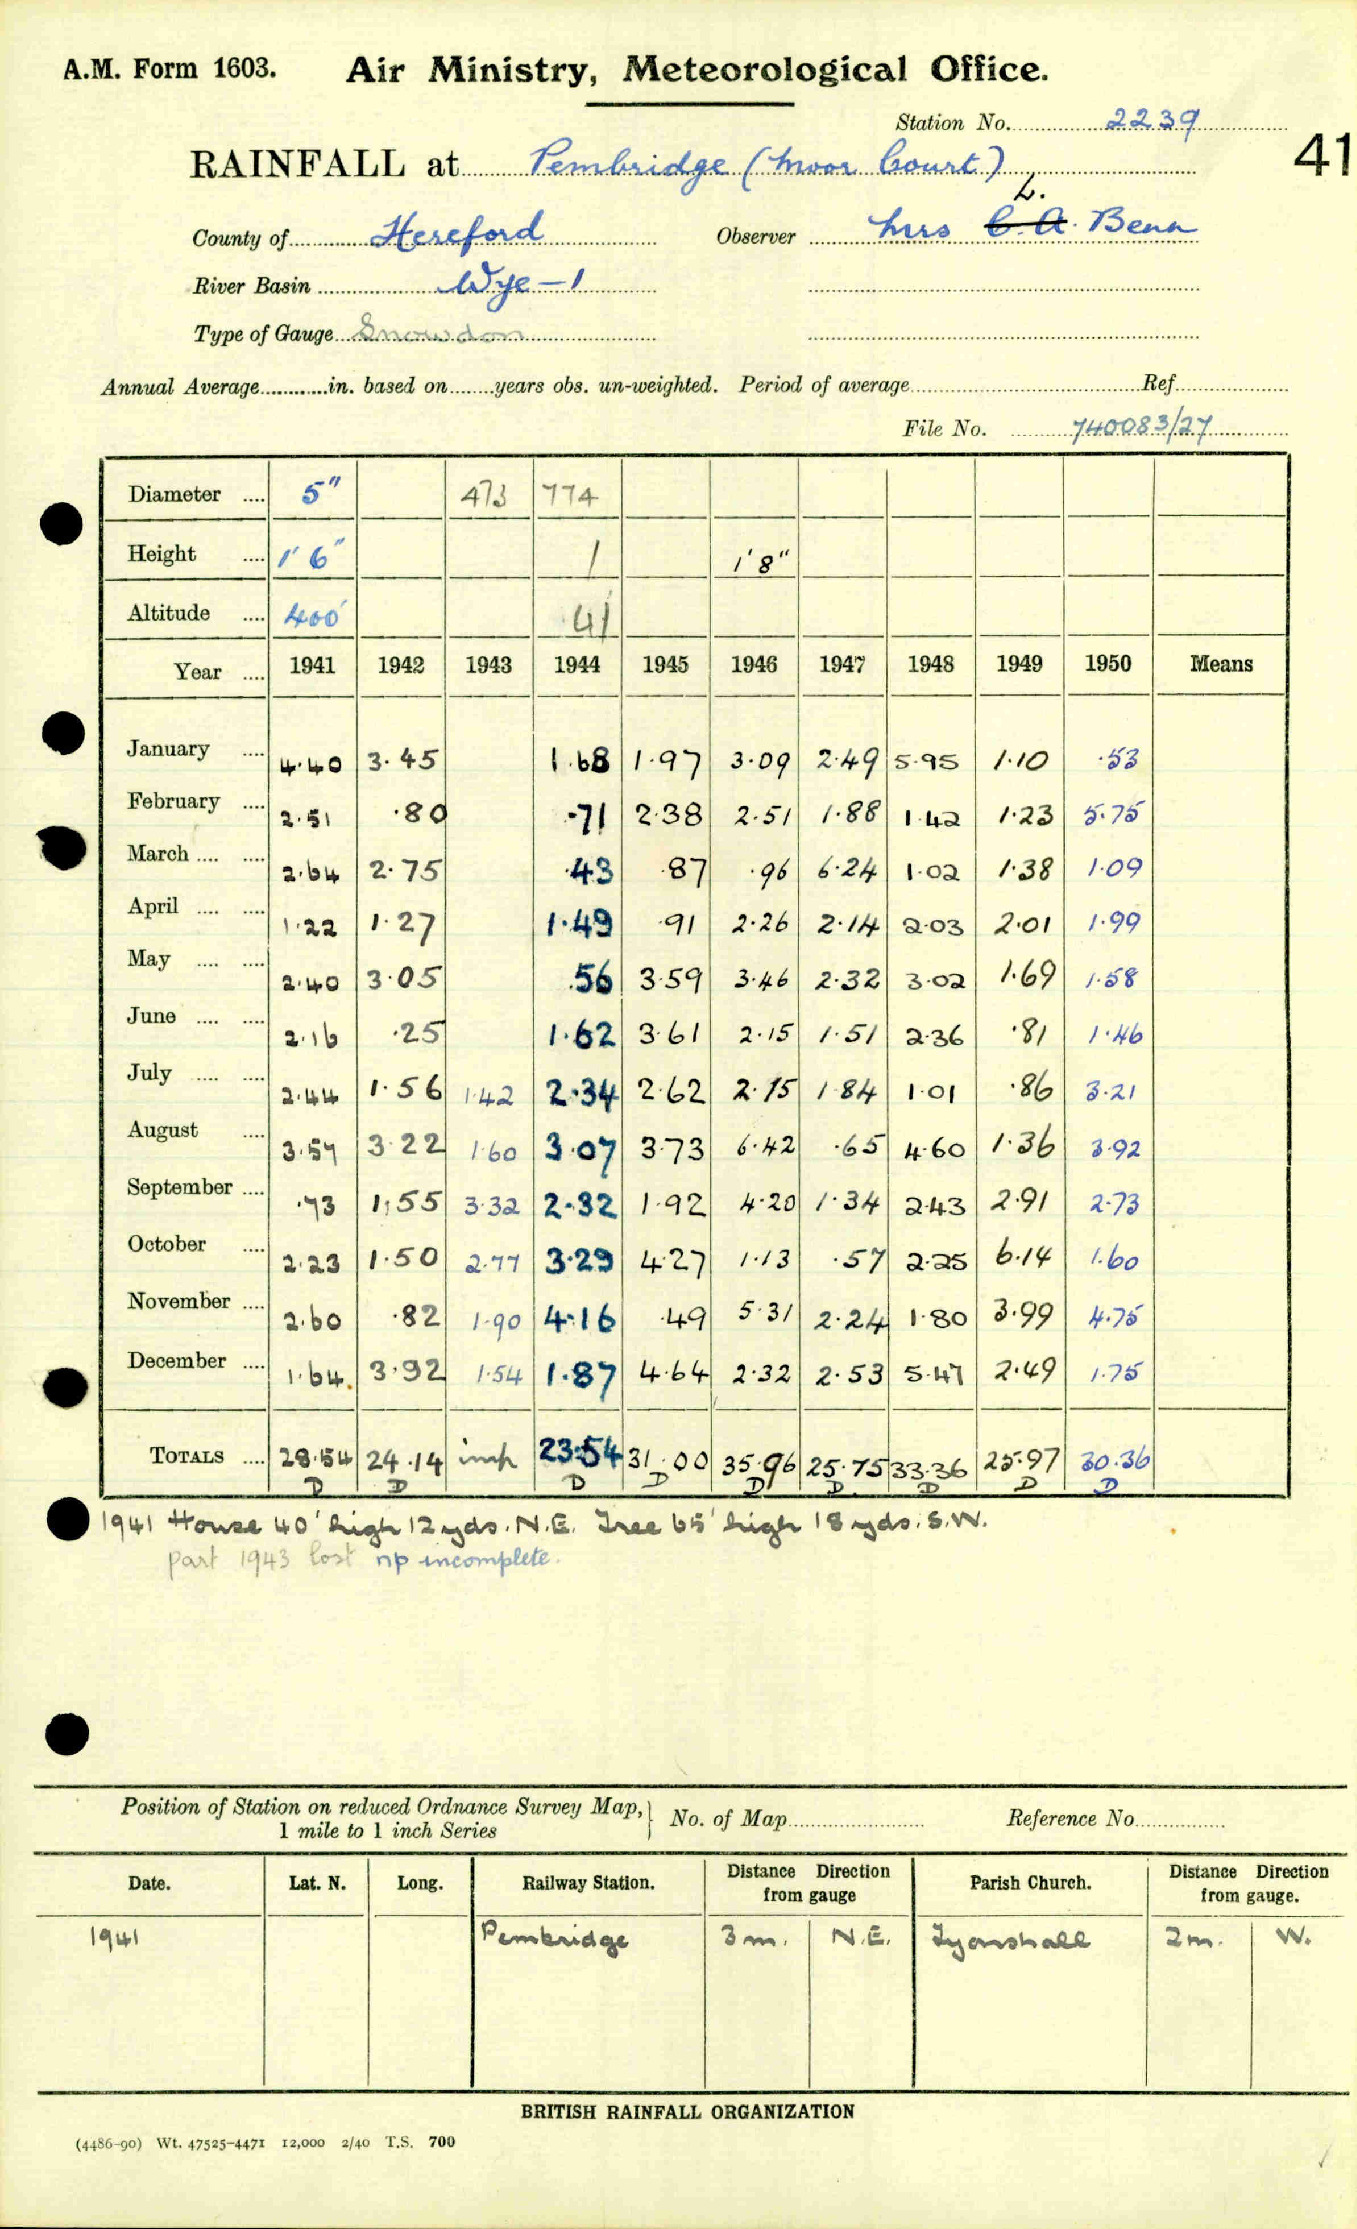 A.M. Form 1603. Air Ministry, Meteorological Office.
Station No. 2239
41
RAINFALL at Pembridge (Moor Court)
L.
County of Hereford Observer Mrs C. A. Benn
River Basin Wye-1
Type of Gauge Snowdon
Annual Average in. based on years obs. un-weighted. Period of average Ref.
File No. 740083/27
Diameter 5" 473 774
Height 1' 6" 1 1'8"
Altitude 400' 41
Year 1941 1942 1943 1944 1945 1946 1947 1948 1949 1950 Means
January 4.40 3.45 1.68 1.97 3.09 2.49 5.95 1.10 .53
February 2.51 .80 .71 2.38 2.51 1.88 1.42 1.23 5.75
March 2.64 2.75 .43 .87 .96 6.24 1.02 1.38 1.09
April 1.22 1.27 1.49 .91 2.26 2.14 2.03 2.01 1.99
May 2.40 3.05 .56 3.59 3.46 2.32 3.02 1.69 1.58
June 2.16 .25 1.62 3.61 2.15 1.51 2.36 .81 1.46
July 2.44 1.56 1.42 2.34 2.62 2.15 1.84 1.01 .86 3.21
August 3.57 3.22 1.60 3.07 3.73 6.42 .65 4.60 1.36 3.92
September .73 1.55 3.32 2.32 1.92 4.20 1.34 2.43 2.91 2.73
October 2.23 1.50 2.77 3.29 4.27 1.13 .57 2.25 6.14 1.60
November 2.60 .82 1.90 4.16 .49 5.31 2.24 1.80 3.99 4.75
December 1.64 3.92 1.54 1.87 4.64 2.32 2.53 5.47 2.49 1.75
TOTALS 28.54 24.14 imp 23.54 31.00 35.96 25.75 33.36 25.97 30.36
D D D D D D D D D
1941 House 40' high 12 yds. N.E. Tree 65' high 18 yds. S.W.
part 1943 lost np incomplete.
Position of Station on reduced Ordnance Survey Map, No. of Map Reference No.
1 mile to 1 inch Series
Date. Lat. N. Long. Railway Station. Distance Direction from gauge Parish Church. Distance Direction from gauge.
1941 Pembridge 3 m. N.E. Lyonshall 2 m. W.
BRITISH RAINFALL ORGANIZATION
(4486-90) Wt. 47525-4471 12,000 2/40 T.S. 700